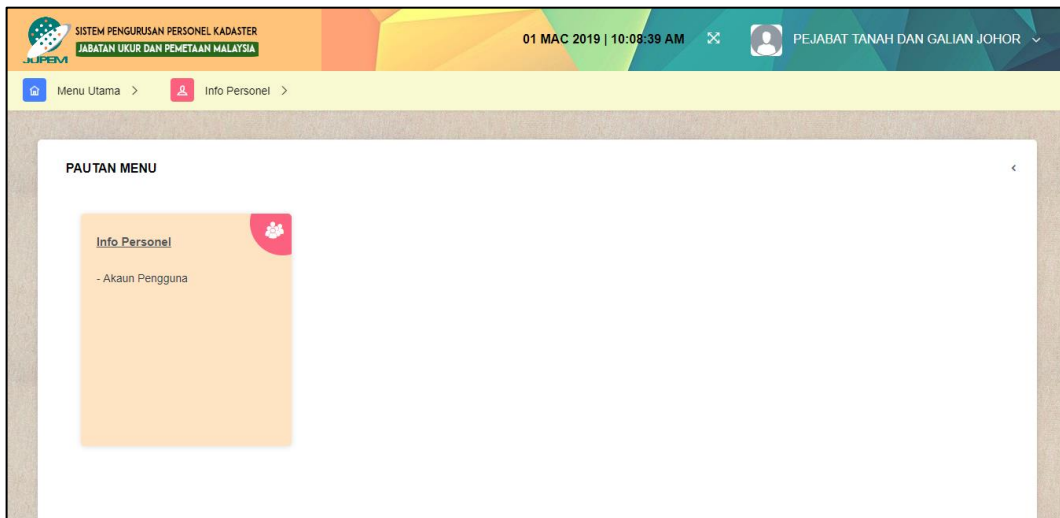 SISTEM PENGURUSAN PERSONEL KADASTER
JABATAN UKUR DAN PEMETAAN MALAYSIA
JUPEM
01 MAC 2019 | 10:08:39 AM
PEJABAT TANAH DAN GALIAN JOHOR
Menu Utama >
Info Personel >
PAUTAN MENU
Info Personel
- Akaun Pengguna